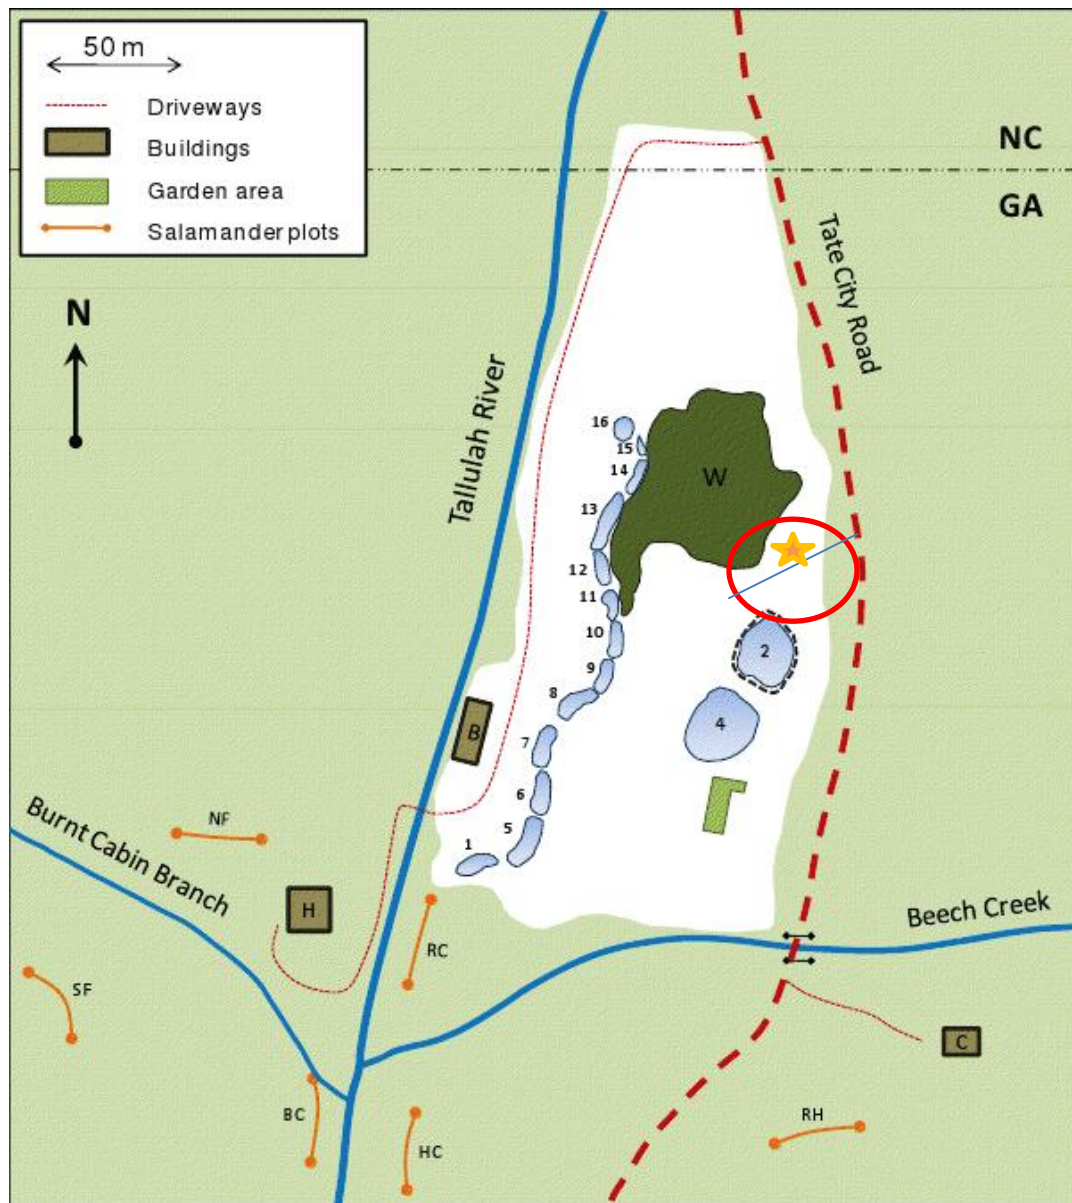 50 m
Driveways
Buildings
Garden area
Salamander plots
NC
GA
N
Tate City Road
Tallulah River
16
15
14
W
13
12
11
10
9
8
2
4
B
7
6
5
1
NF
Burnt Cabin Branch
H
RC
Beech Creek
SF
C
BC
HC
RH